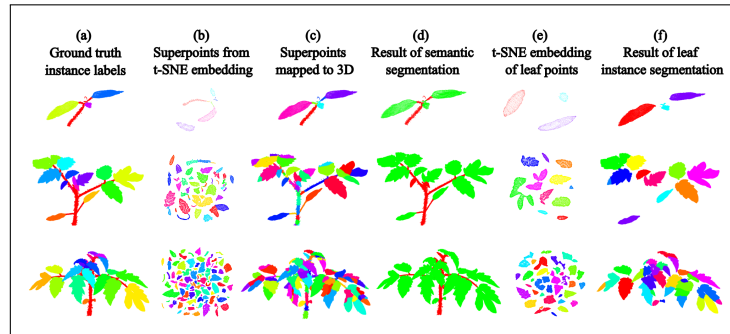 (a) (b) (c) (d) (e) (f)
Ground truth Superpoints from Superpoints Result of semantic t-SNE embedding Result of leaf
instance labels t-SNE embedding mapped to 3D segmentation of leaf points instance segmentation